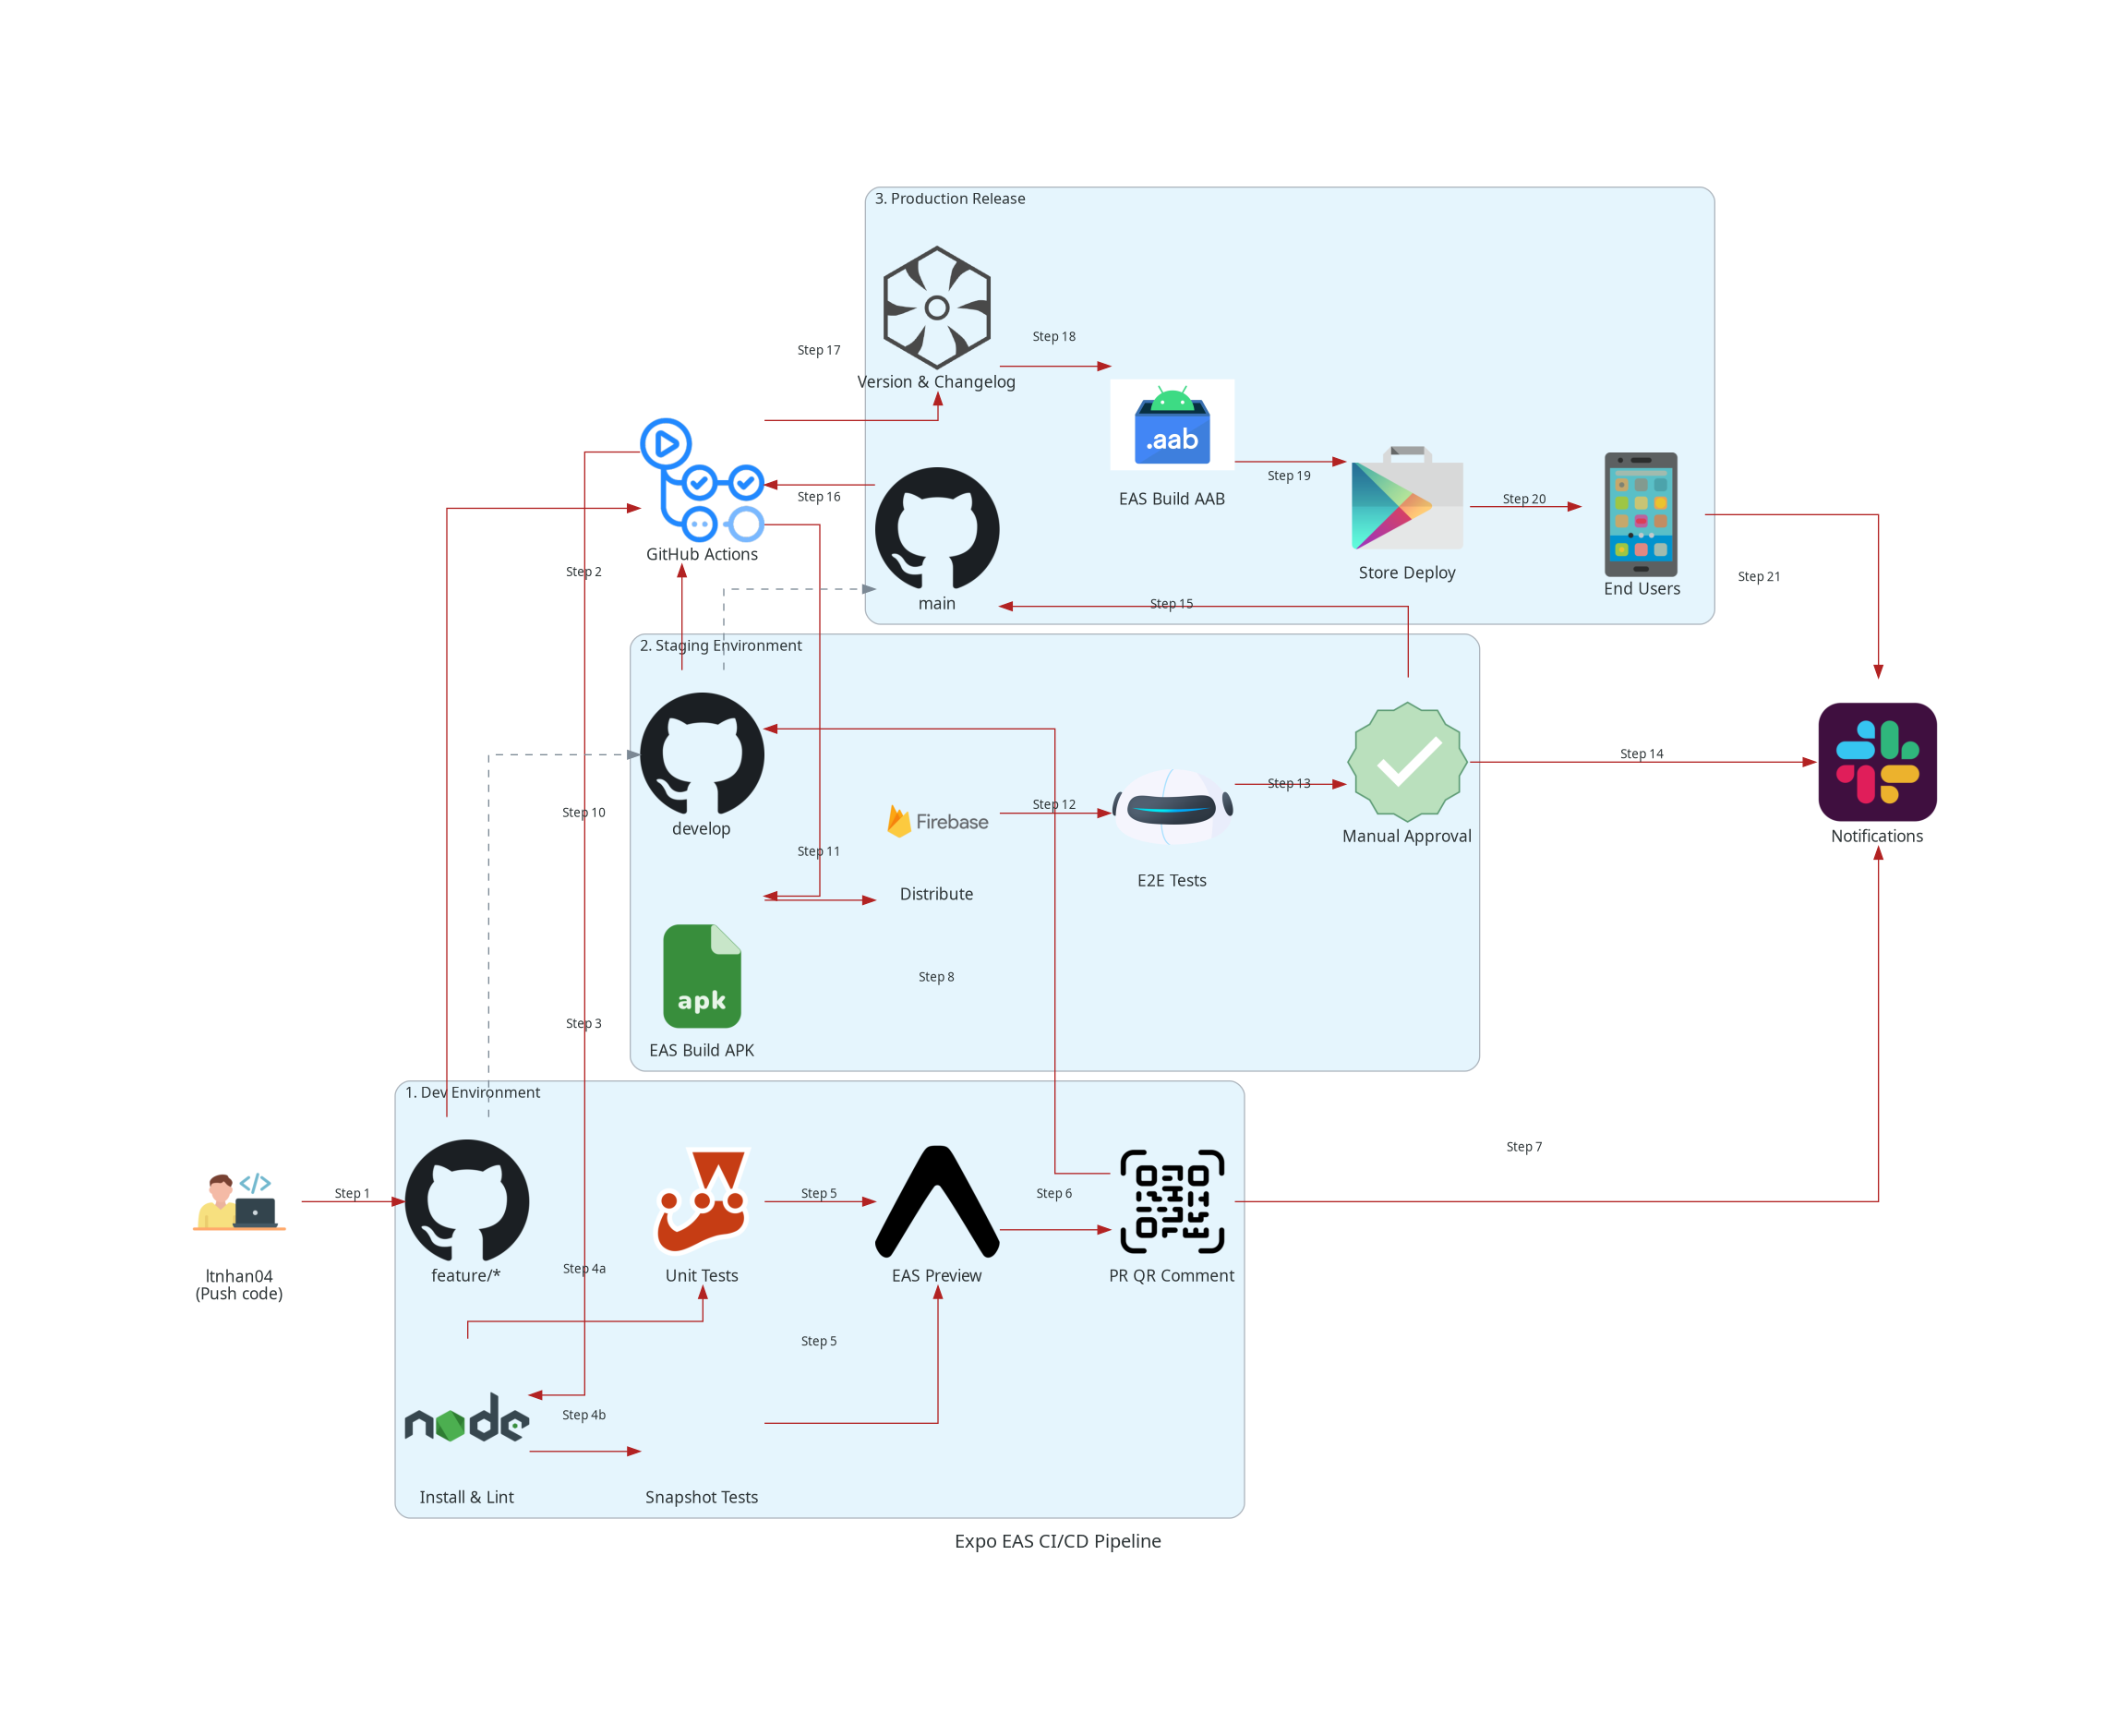 3. Production Release
Step 17
Step 18
Version & Changelog
.aab
Step 16
Step 19
EAS Build AAB
Step 20
GitHub Actions
Step 2
Store Deploy
End Users
Step 21
main
Step 15
2. Staging Environment
Step 14
Step 13
Step 12
Step 10
Firebase
develop
Manual Approval
Notifications
Step 11
E2E Tests
Distribute
Step 8
apk
Step 3
EAS Build APK
1. Dev Environment
Step 7
Step 1
Step 5
Step 6
Step 4a
ltnhan04
(Push code)
feature/*
Unit Tests
EAS Preview
PR QR Comment
Step 5
node
Step 4b
Install & Lint
Snapshot Tests
Expo EAS CI/CD Pipeline